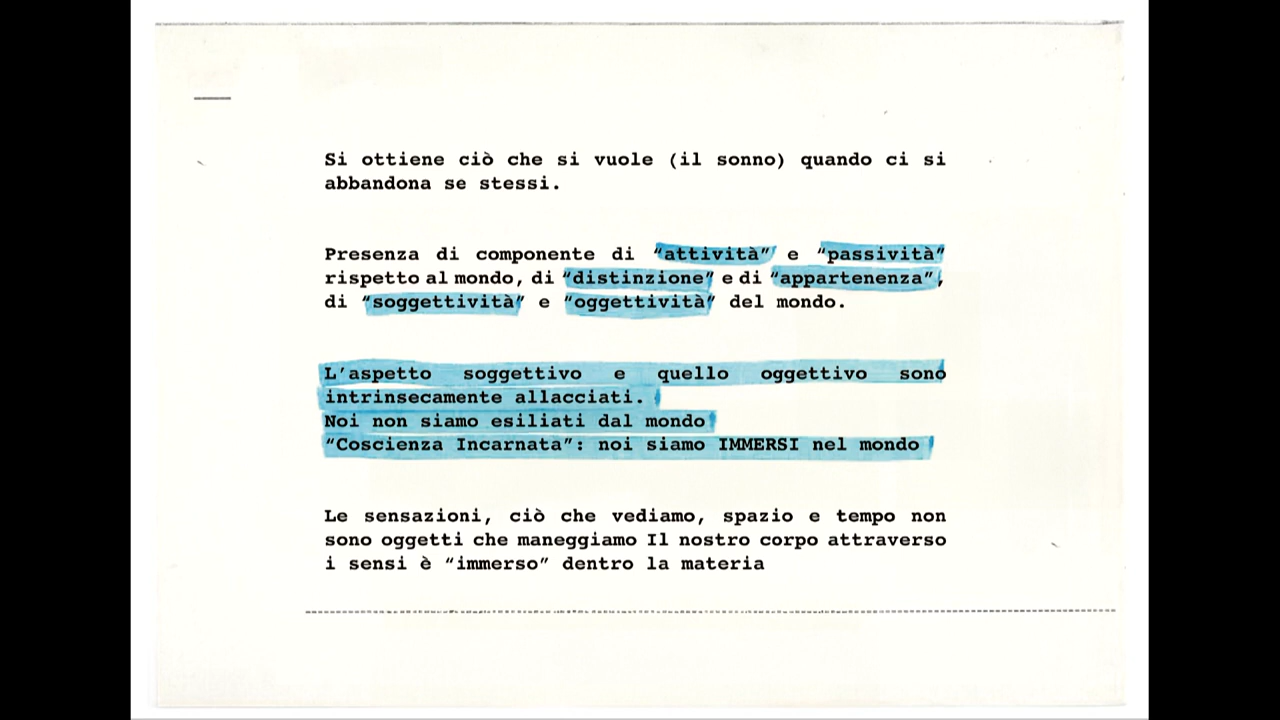 Si ottiene ciò che si vuole (il sonno) quando ci si
abbandona se stessi.
Presenza di componente di “attività” e “passività”
rispetto al mondo, di “distinzione” e di “appartenenza”,
di “soggettività” e “oggettività” del mondo.
L’aspetto soggettivo e quello oggettivo sono
intrinsecamente allacciati.
Noi non siamo esiliati dal mondo
“Coscienza Incarnata”: noi siamo IMMERSI nel mondo
Le sensazioni, ciò che vediamo, spazio e tempo non
sono oggetti che maneggiamo Il nostro corpo attraverso
i sensi è “immerso” dentro la materia